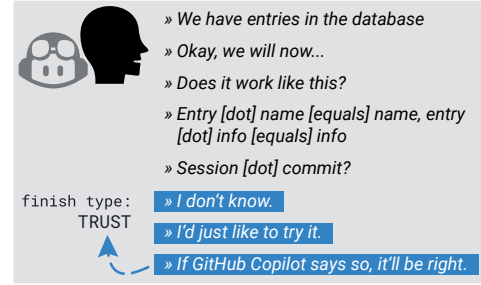 » We have entries in the database
» Okay, we will now...
» Does it work like this?
» Entry [dot] name [equals] name, entry
[dot] info [equals] info
» Session [dot] commit?
finish type:
TRUST
» I don't know.
» I'd just like to try it.
» If GitHub Copilot says so, it'll be right.